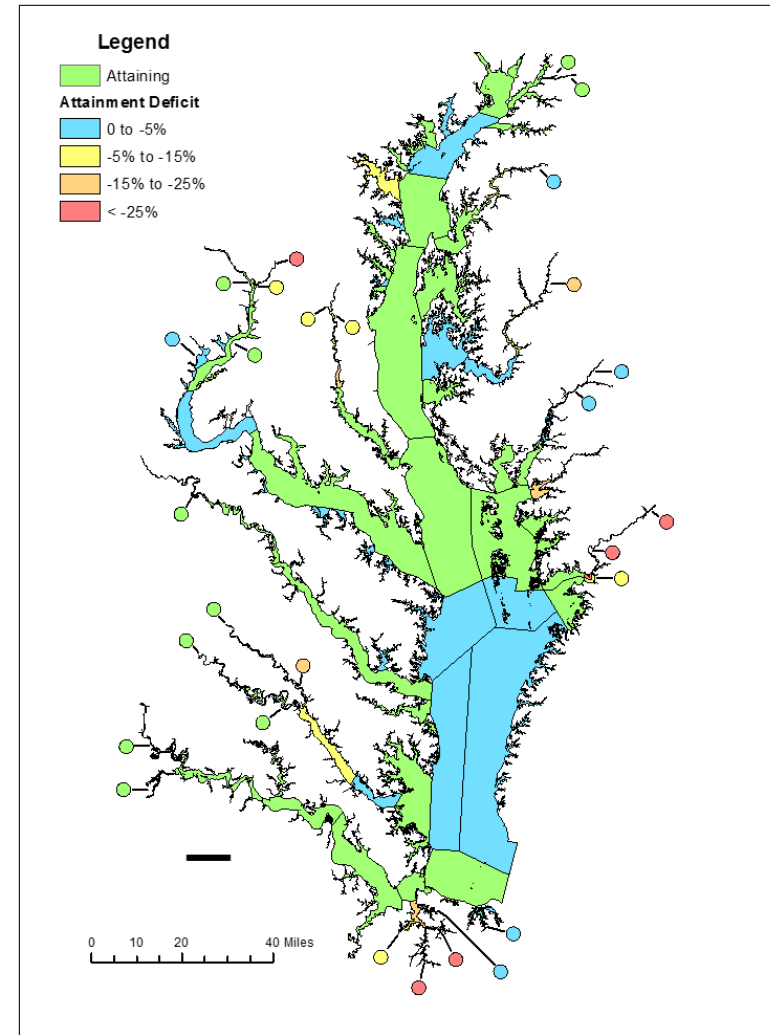 Legend
Attaining
Attainment Deficit
0 to -5%
-5% to -15%
-15% to -25%
< -25%
0 10 20 40 Miles